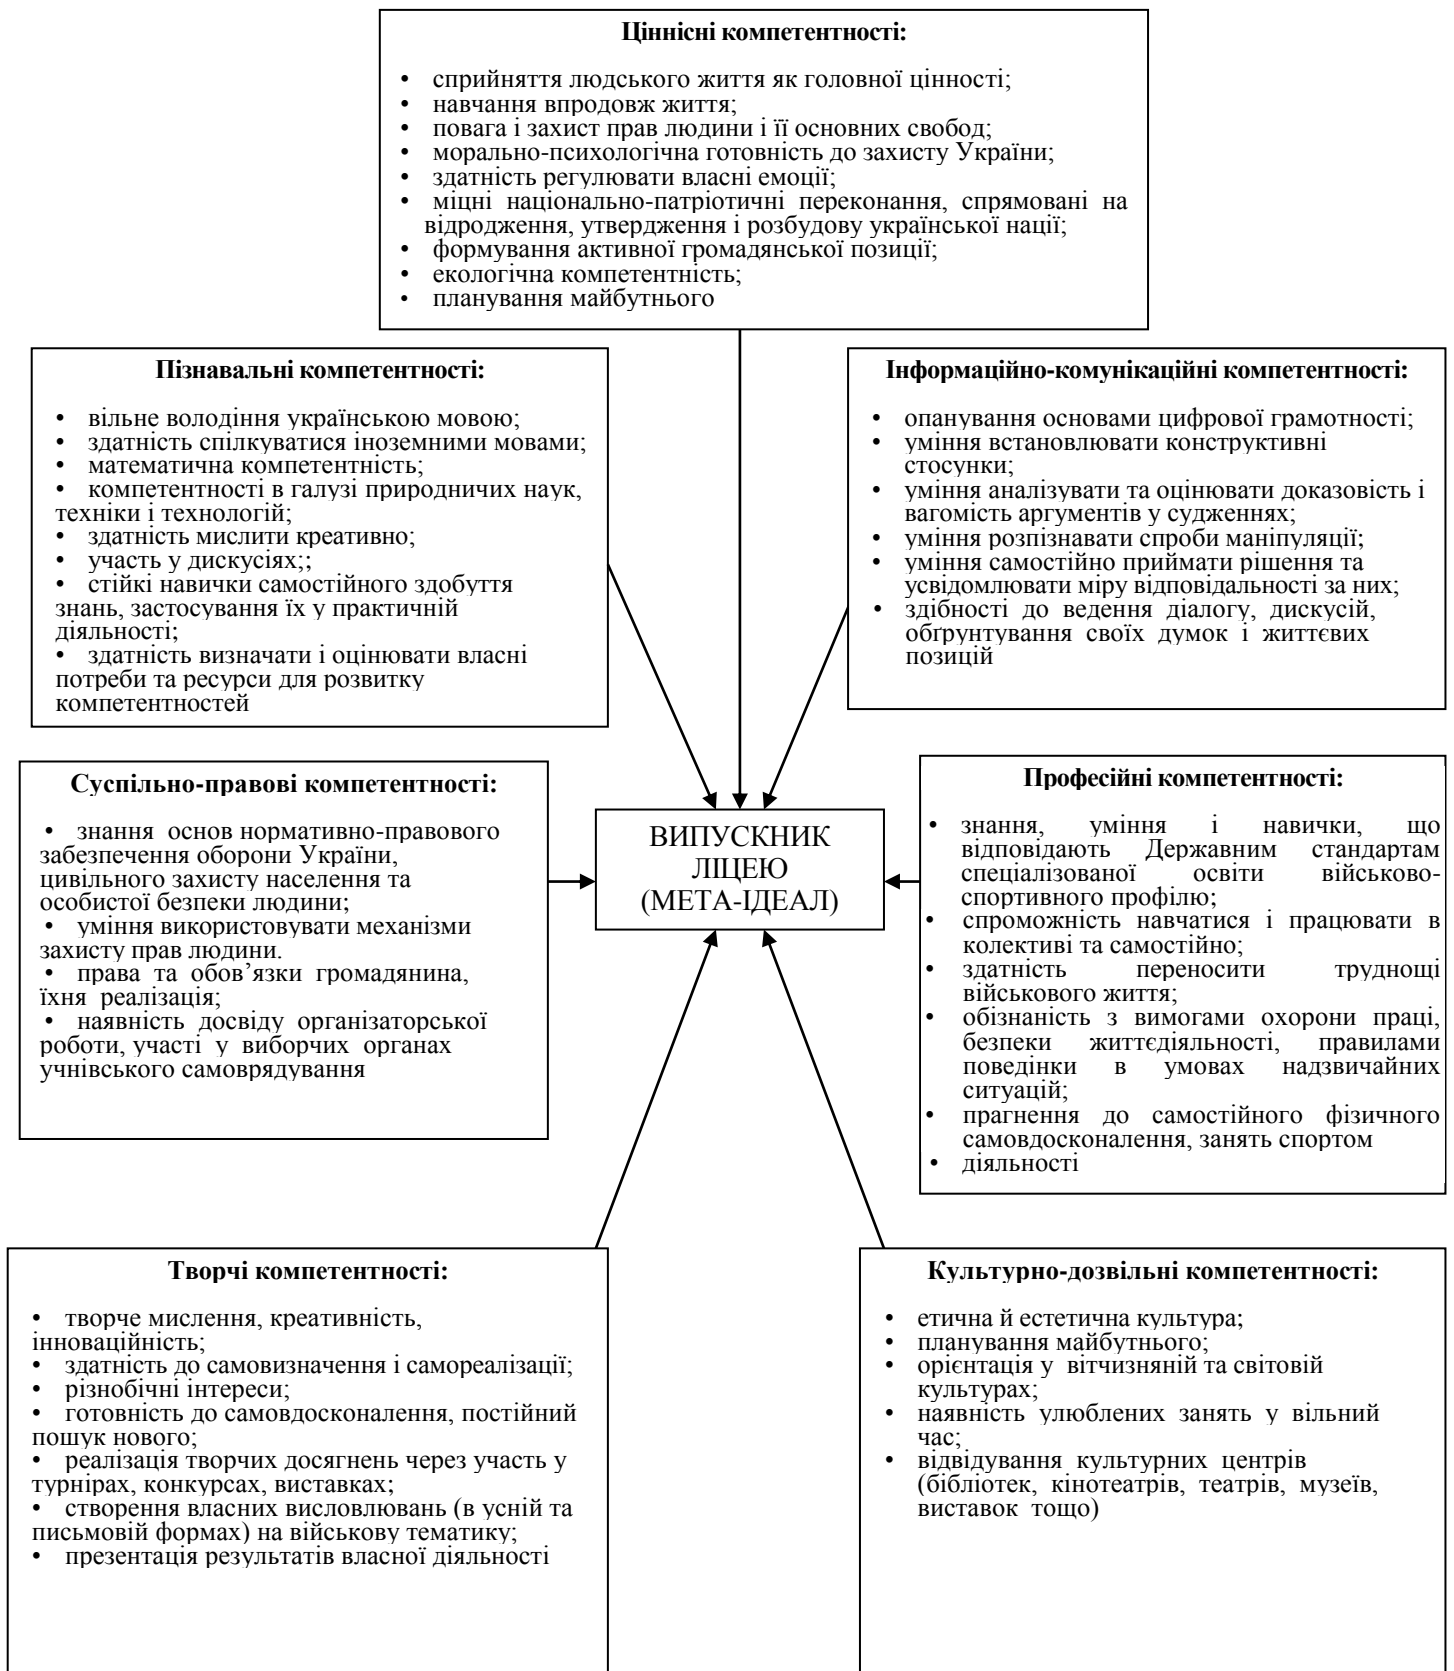 Ціннісні компетентності:
• сприйняття людського життя як головної цінності;
• навчання впродовж життя;
• повага і захист прав людини і її основних свобод;
• морально-психологічна готовність до захисту України;
• здатність регулювати власні емоції;
• міцні національно-патріотичні переконання, спрямовані на
відродження, утвердження і розбудову української нації;
• формування активної громадянської позиції;
• екологічна компетентність;
• планування майбутнього
Пізнавальні компетентності:
• вільне володіння українською мовою;
• здатність спілкуватися іноземними мовами;
• математична компетентність;
• компетентності в галузі природничих наук,
техніки і технологій;
• здатність мислити креативно;
• участь у дискусіях;;
• стійкі навички самостійного здобуття
знань, застосування їх у практичній
діяльності;
• здатність визначати і оцінювати власні
потреби та ресурси для розвитку
компетентностей
Інформаційно-комунікаційні компетентності:
• опанування основами цифрової грамотності;
• уміння встановлювати конструктивні
стосунки;
• уміння аналізувати та оцінювати доказовість і
вагомість аргументів у судженнях;
• уміння розпізнавати спроби маніпуляції;
• уміння самостійно приймати рішення та
усвідомлювати міру відповідальності за них;
• здібності до ведення діалогу, дискусій,
обґрунтування своїх думок і життєвих
позицій
Суспільно-правові компетентності:
• знання основ нормативно-правового
забезпечення оборони України,
цивільного захисту населення та
особистої безпеки людини;
• уміння використовувати механізми
захисту прав людини.
• права та обов’язки громадянина,
їхня реалізація;
• наявність досвіду організаторської
роботи, участі у виборчих органах
учнівського самоврядування
ВИПУСКНИК
ЛІЦЕЮ
(МЕТА-ІДЕАЛ)
Професійні компетентності:
• знання, уміння і навички, що
відповідають Державним стандартам
спеціалізованої освіти військово-
спортивного профілю;
• спроможність навчатися і працювати в
колективі та самостійно;
• здатність переносити труднощі
військового життя;
• обізнаність з вимогами охорони праці,
безпеки життєдіяльності, правилами
поведінки в умовах надзвичайних
ситуацій;
• прагнення до самостійного фізичного
самовдосконалення, занять спортом
• діяльності
Творчі компетентності:
• творче мислення, креативність,
інноваційність;
• здатність до самовизначення і самореалізації;
• різнобічні інтереси;
• готовність до самовдосконалення, постійний
пошук нового;
• реалізація творчих досягнень через участь у
турнірах, конкурсах, виставках;
• створення власних висловлювань (в усній та
письмовій формах) на військову тематику;
• презентація результатів власної діяльності
Культурно-дозвільні компетентності:
• етична й естетична культура;
• планування майбутнього;
• орієнтація у вітчизняній та світовій
культурах;
• наявність улюблених занять у вільний
час;
• відвідування культурних центрів
(бібліотек, кінотеатрів, театрів, музеїв,
виставок тощо)